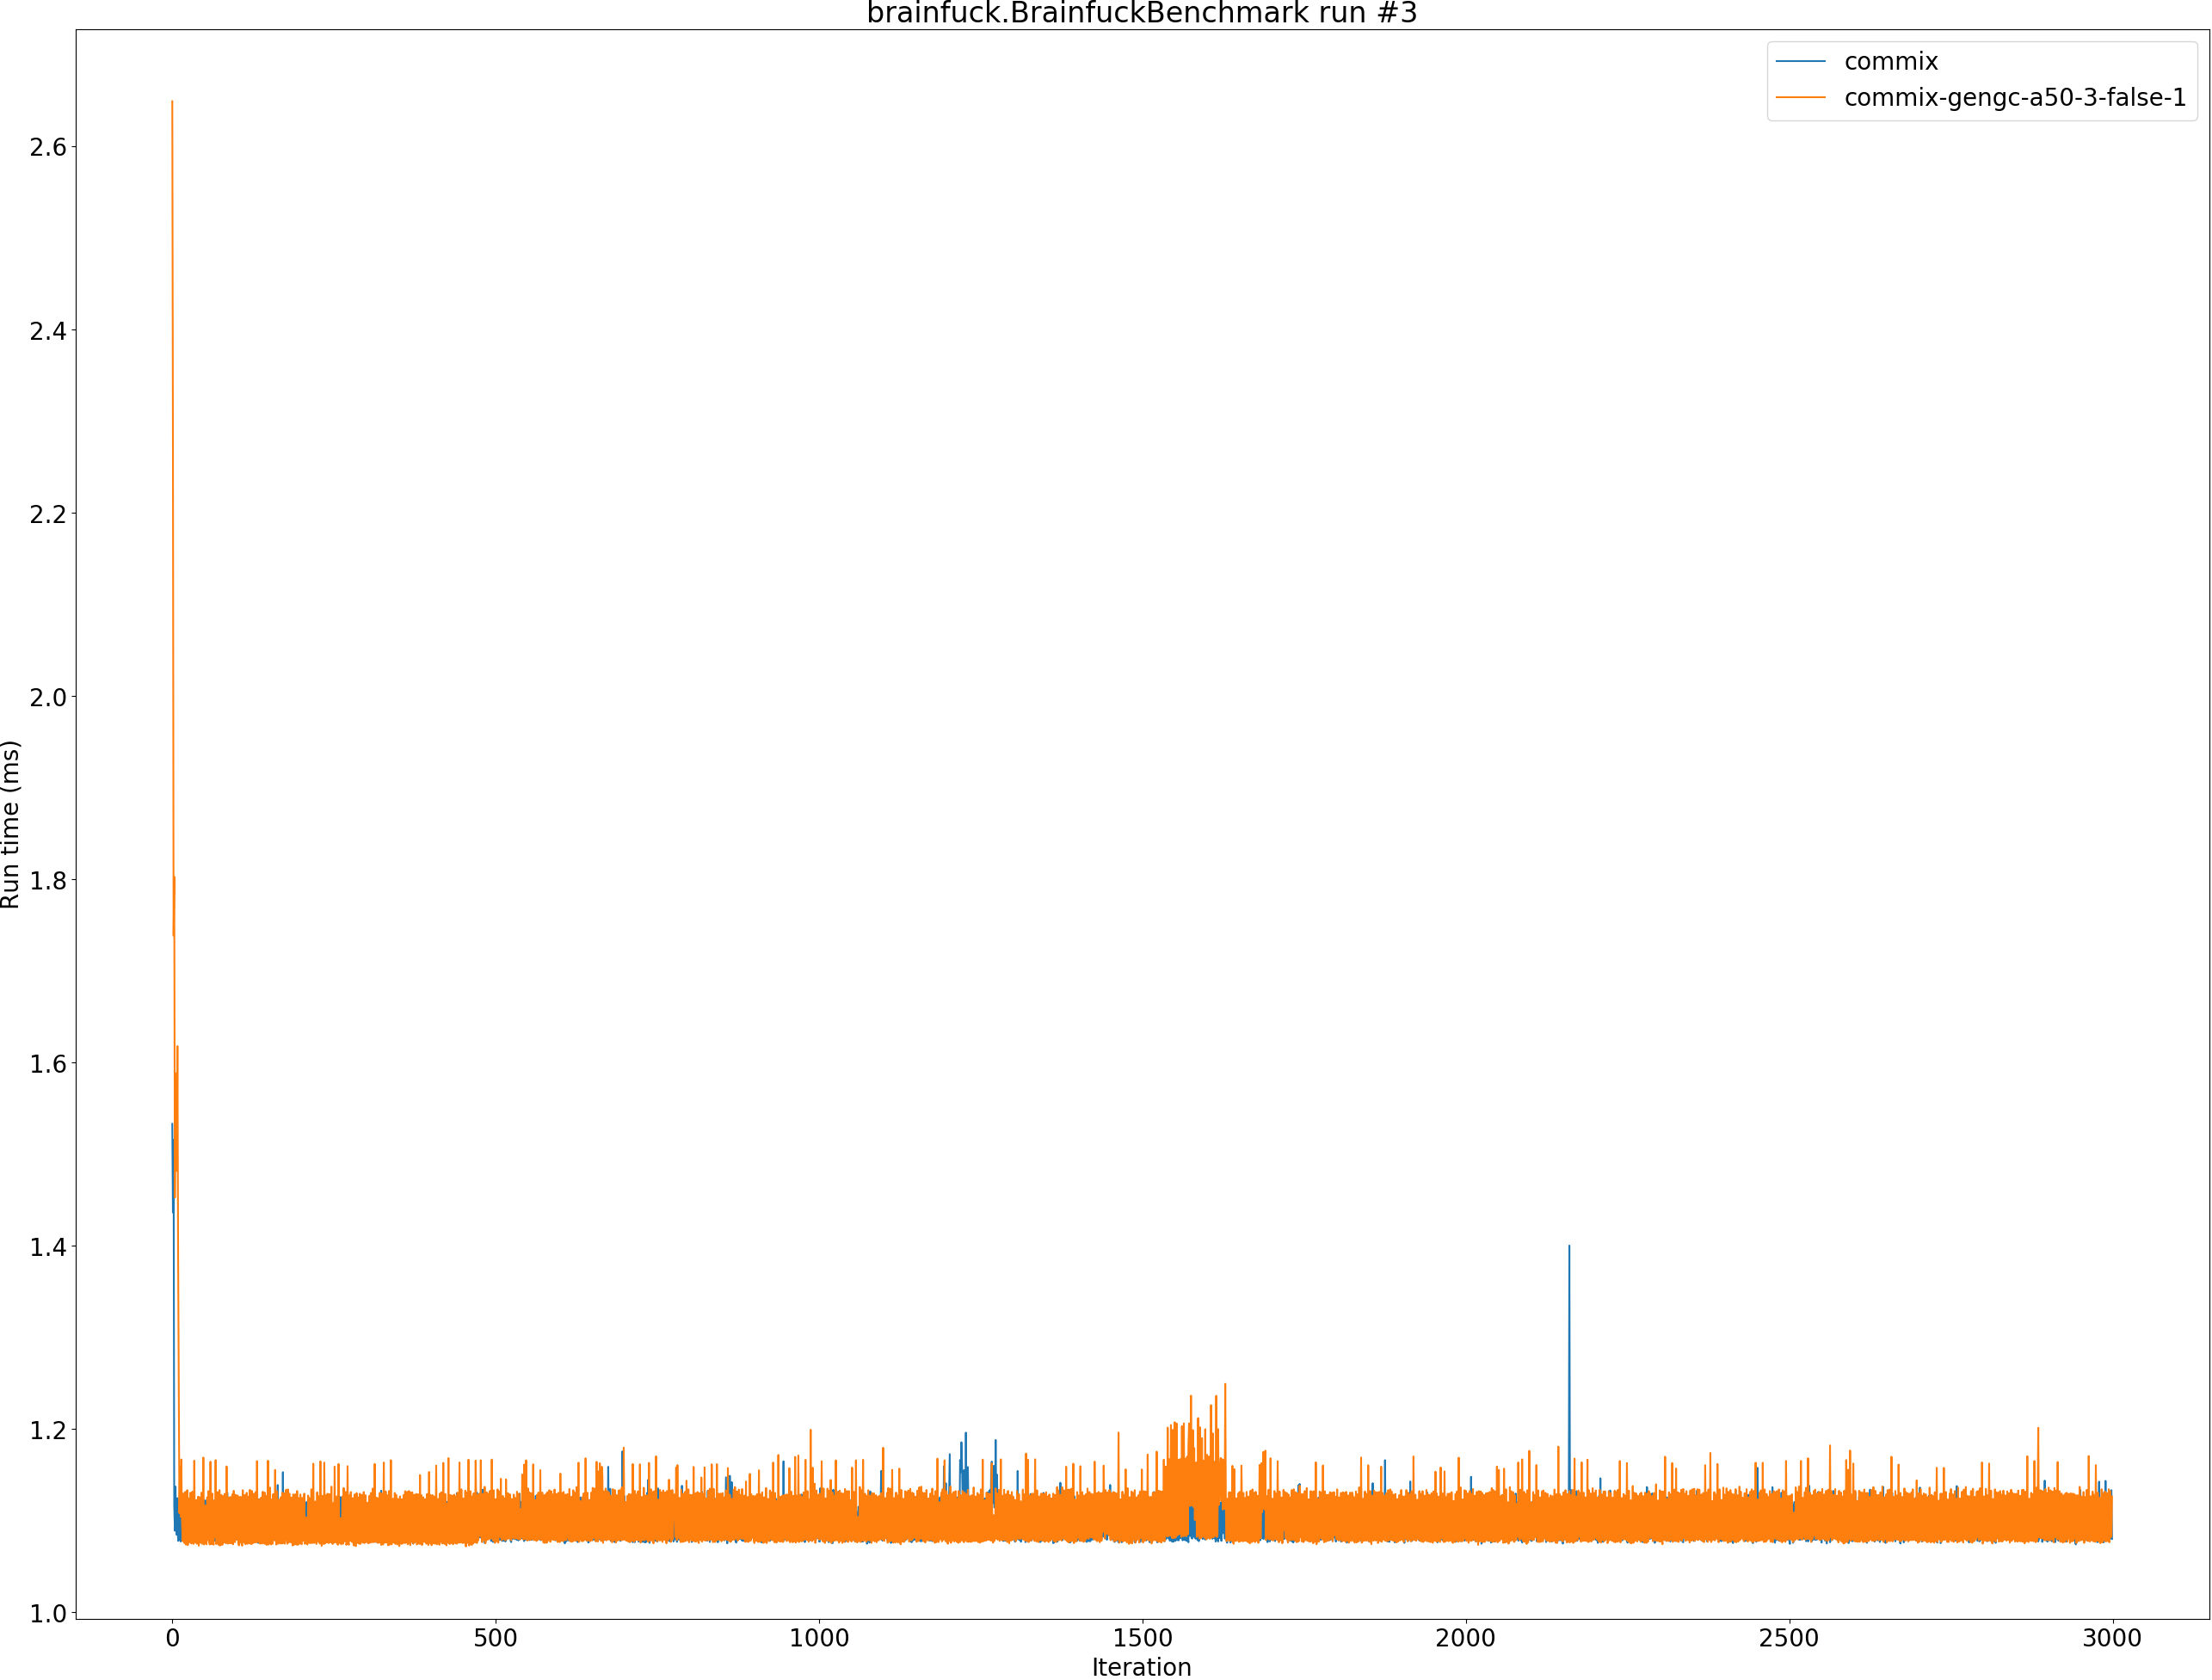 brainfuck.BrainfuckBenchmark run #3
commix
commix-gengc-a50-3-false-1
Run time (ms)
2.6
2.4
2.2
2.0
1.8
1.6
1.4
1.2
1.0
0 500 1000 1500 2000 2500 3000
Iteration